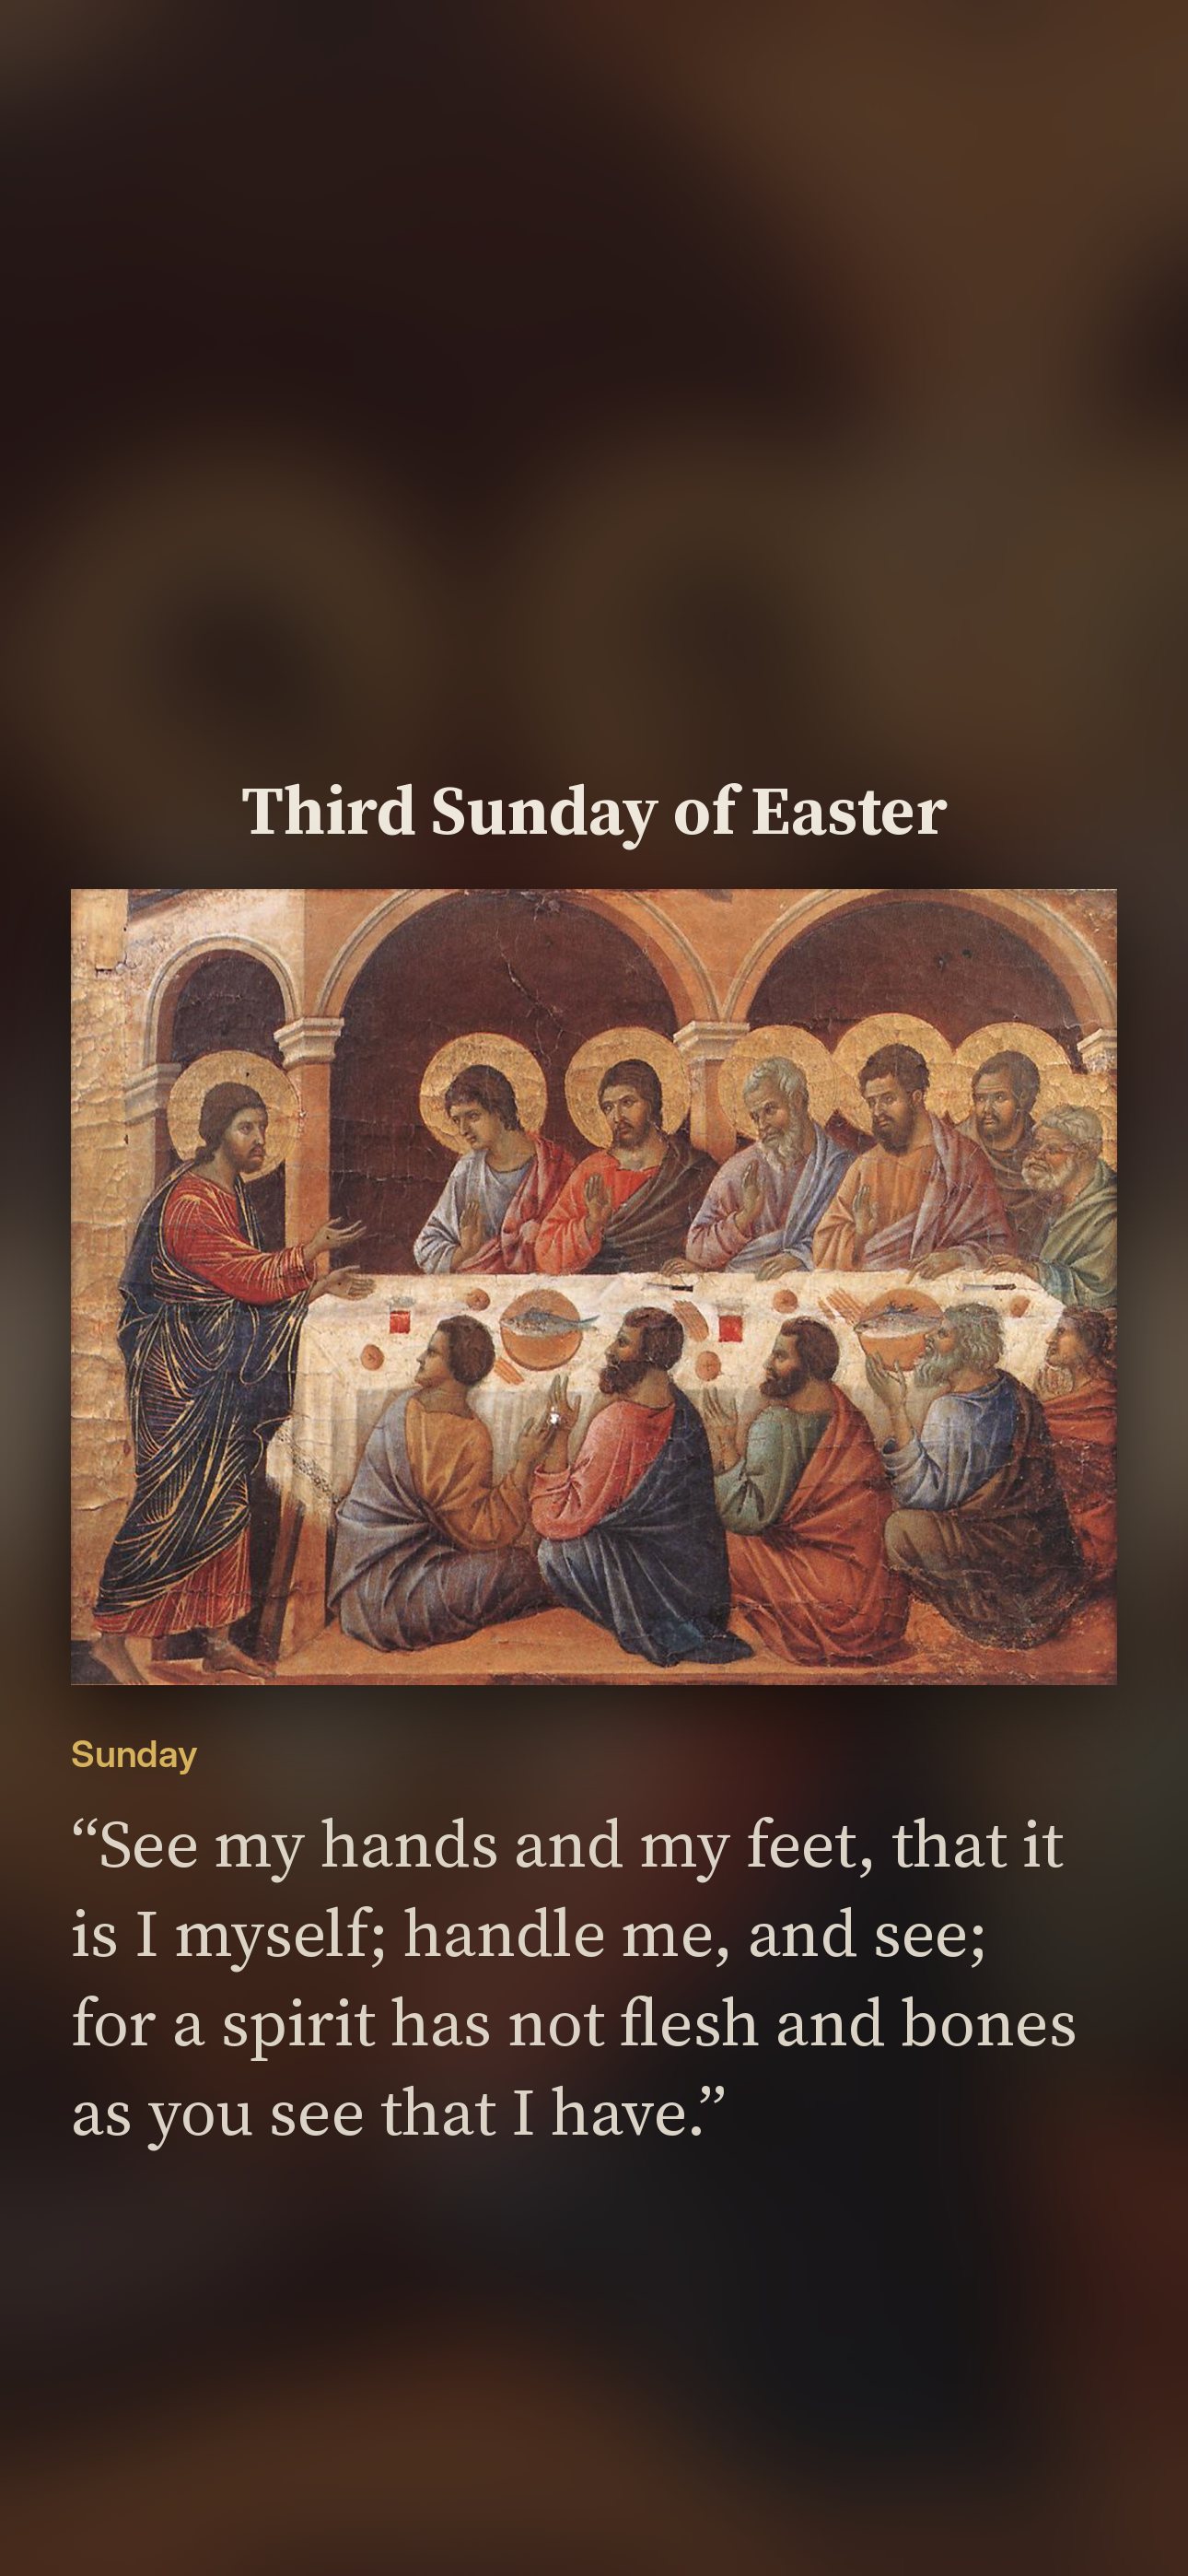 Third Sunday of Easter
Sunday
“See my hands and my feet, that it
is I myself; handle me, and see;
for a spirit has not flesh and bones
as you see that I have.”